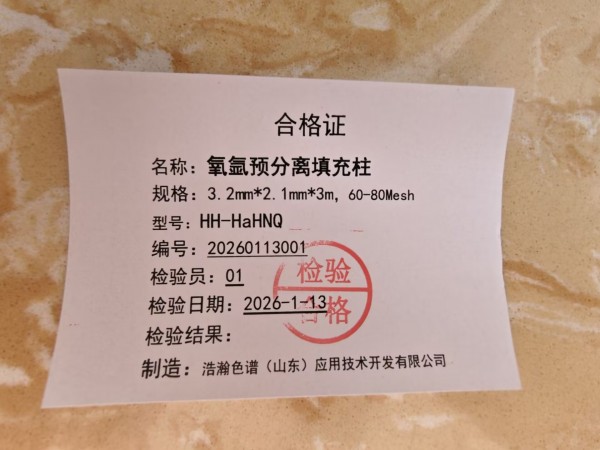 合格证
名称：氧氩预分离填充柱
规格：3.2mm*2.1mm*3m，60-80Mesh
型号：HH-HaHNQ
编号：20260113001
检验员：01
检验日期：2026-1-13
检验结果：
检验
合格
制造：浩瀚色谱（山东）应用技术开发有限公司